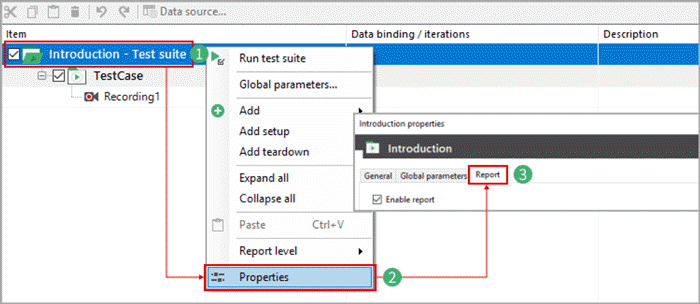 Data source...
Item Data binding / iterations Description
Introduction - Test suite 1
TestCase
Recording1
Run test suite
Global parameters...
Add
Add setup
Add teardown
Expand all
Collapse all
Paste Ctrl+V
Report level
Properties 2
Introduction properties
Introduction
General Global parameters Report 3
Enable report